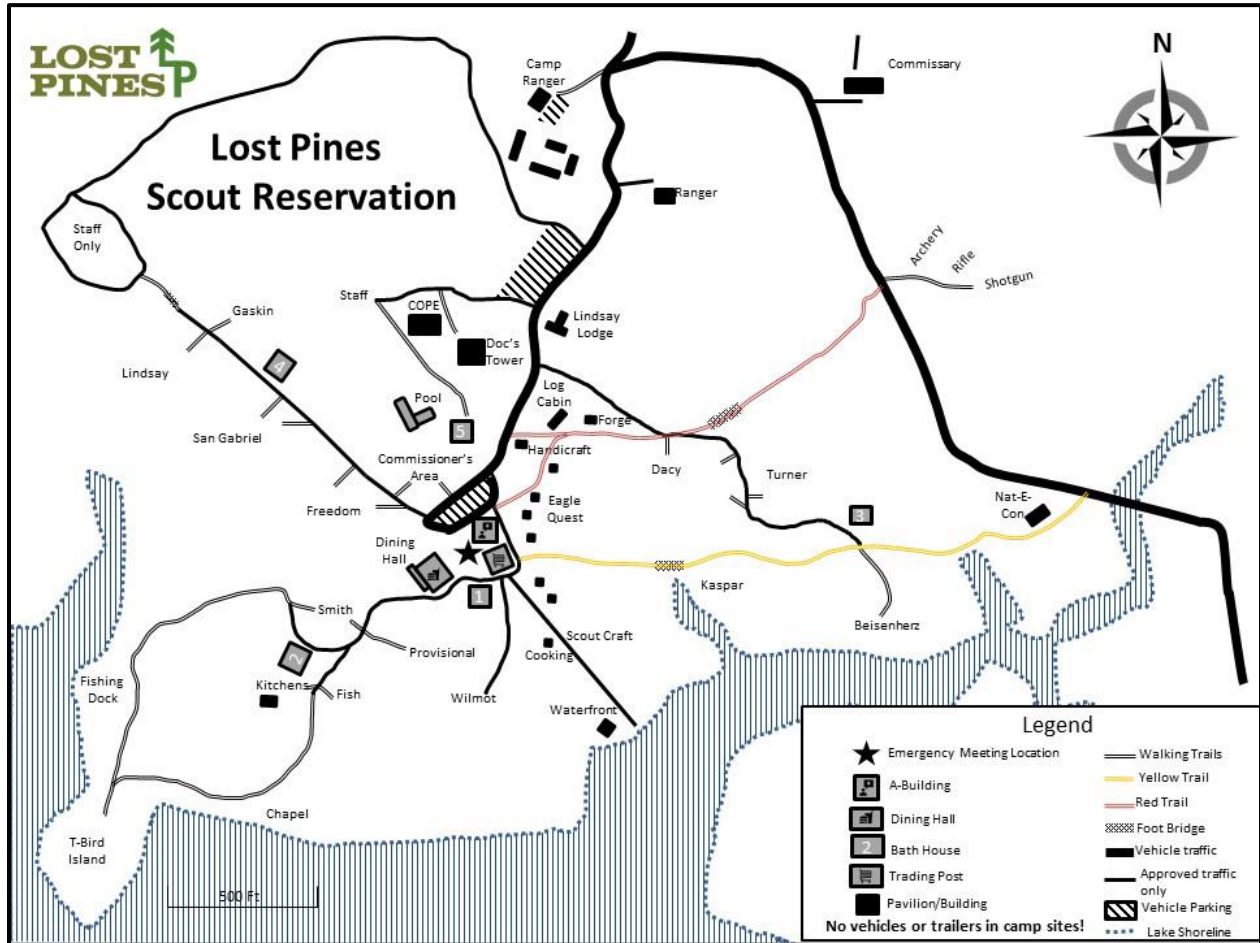 LOST
PINES
LP
Lost Pines
Scout Reservation
N
Camp
Ranger
Commissary
Ranger
Staff
Only
Archery
Rifle
Shotgun
Staff
COPE
Lindsay
Lodge
Gaskin
Doc's
Tower
Lindsay
4
Log
Cabin
Pool
Forge
5
San Gabriel
Handicraft
Commissioner's
Area
Dacy
Turner
Eagle
Quest
Nat-E-
Con
Freedom
3
Dining
Hall
Kaspar
1
Smith
Beisenherz
Scout Craft
Provisional
Cooking
2
Fishing
Dock
Kitchens
Fish
Wilmot
Waterfront
Chapel
T-Bird
Island
500 Ft
Legend
Emergency Meeting Location
A-Building
Dining Hall
2
Bath House
Trading Post
Pavilion/Building
No vehicles or trailers in camp sites!
Walking Trails
Yellow Trail
Red Trail
Foot Bridge
Vehicle traffic
Approved traffic
only
Vehicle Parking
Lake Shoreline